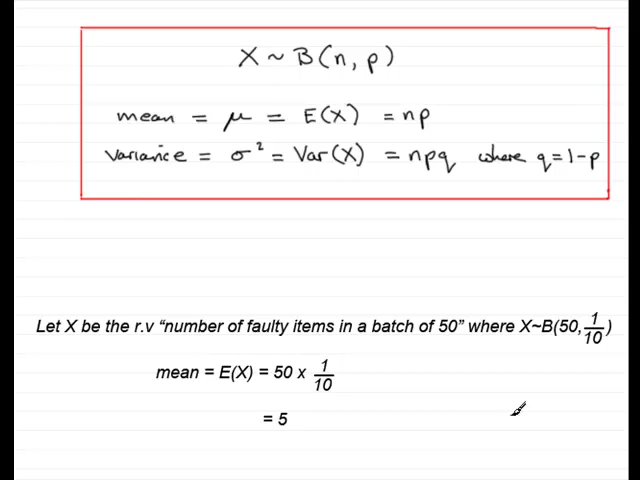 X ~ B(n, p)
mean = μ = E(X) = np
variance = σ² = Var(X) = npq where q = 1 - p
Let X be the r.v “number of faulty items in a batch of 50” where X~B(50, 1/10)
mean = E(X) = 50 x 1/10
= 5